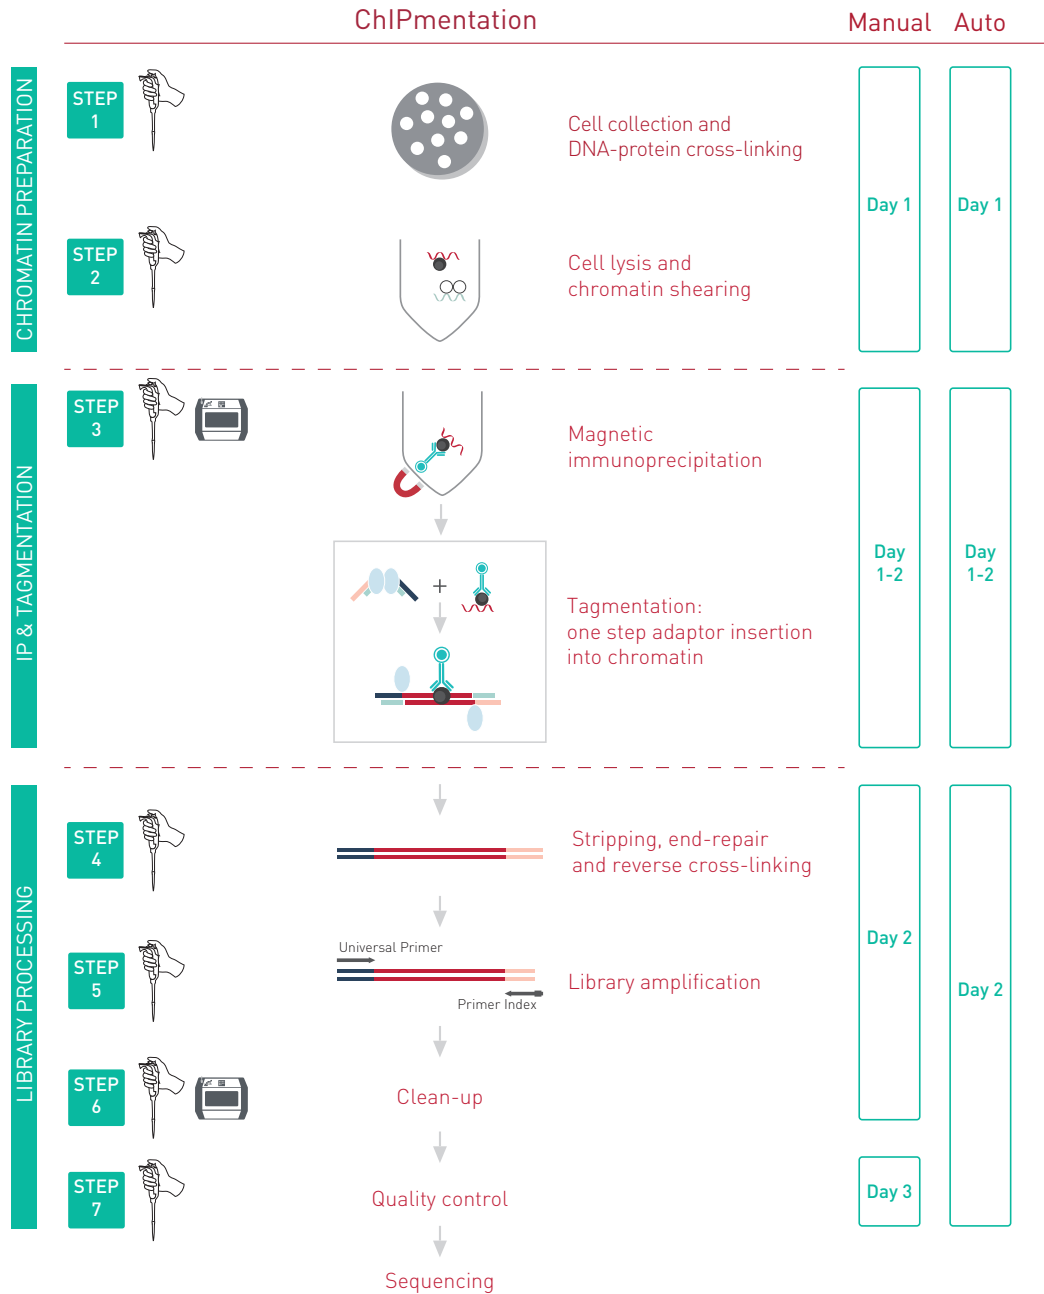 ChIPmentation
Manual
Auto
CHROMATIN PREPARATION
STEP
1
Cell collection and
DNA-protein cross-linking
Day 1
Day 1
STEP
2
Cell lysis and
chromatin shearing
IP & TAGMENTATION
STEP
3
Magnetic
immunoprecipitation
Day
1-2
Day
1-2
+
Tagmentation:
one step adaptor insertion
into chromatin
LIBRARY PROCESSING
STEP
4
Stripping, end-repair
and reverse cross-linking
Day 2
STEP
5
Universal Primer
Primer Index
Library amplification
Day 2
STEP
6
Clean-up
STEP
7
Quality control
Day 3
Sequencing